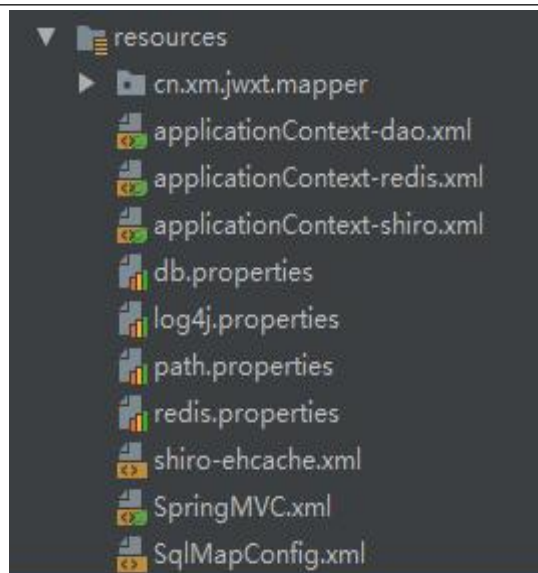 resources
cn.xm.jwxt.mapper
applicationContext-dao.xml
applicationContext-redis.xml
applicationContext-shiro.xml
db.properties
log4j.properties
path.properties
redis.properties
shiro-ehcache.xml
SpringMVC.xml
SqlMapConfig.xml